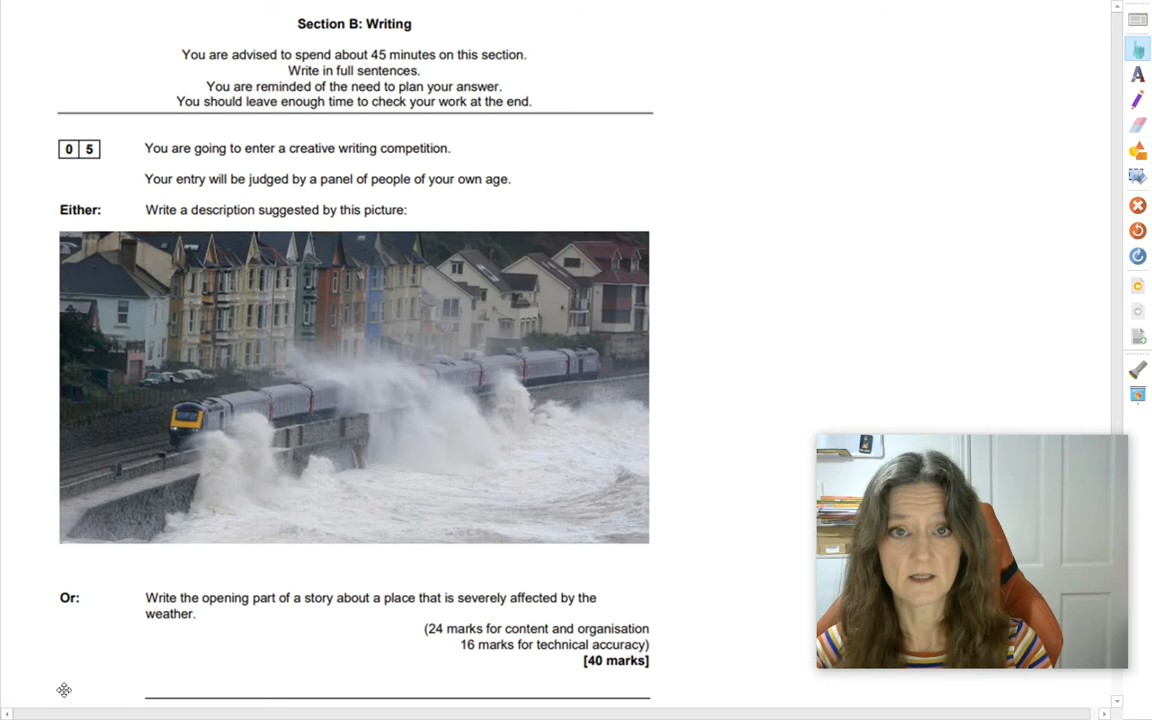 Section B: Writing
You are advised to spend about 45 minutes on this section.
Write in full sentences.
You are reminded of the need to plan your answer.
You should leave enough time to check your work at the end.
0 5
You are going to enter a creative writing competition.
Your entry will be judged by a panel of people of your own age.
Either: Write a description suggested by this picture:
Or: Write the opening part of a story about a place that is severely affected by the
weather.
(24 marks for content and organisation
16 marks for technical accuracy)
[40 marks]